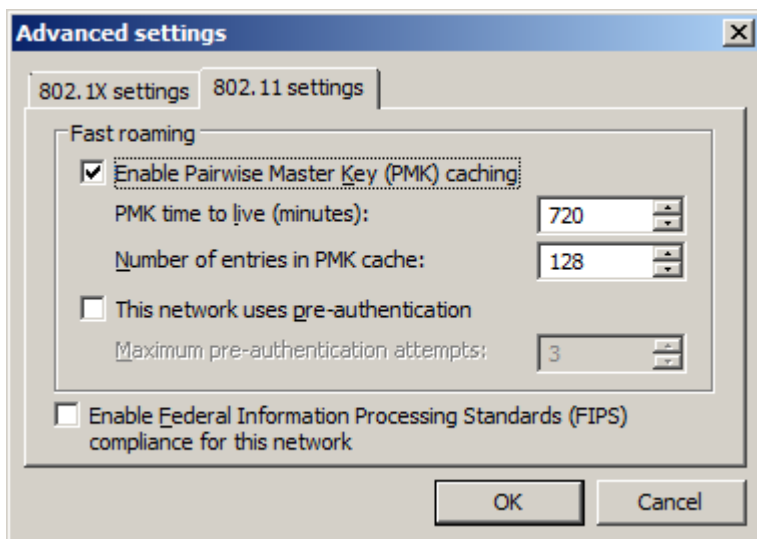 Advanced settings
802.1X settings
802.11 settings
Fast roaming
Enable Pairwise Master Key (PMK) caching
PMK time to live (minutes):
720
Number of entries in PMK cache:
128
This network uses pre-authentication
Maximum pre-authentication attempts:
3
Enable Federal Information Processing Standards (FIPS)
compliance for this network
OK
Cancel